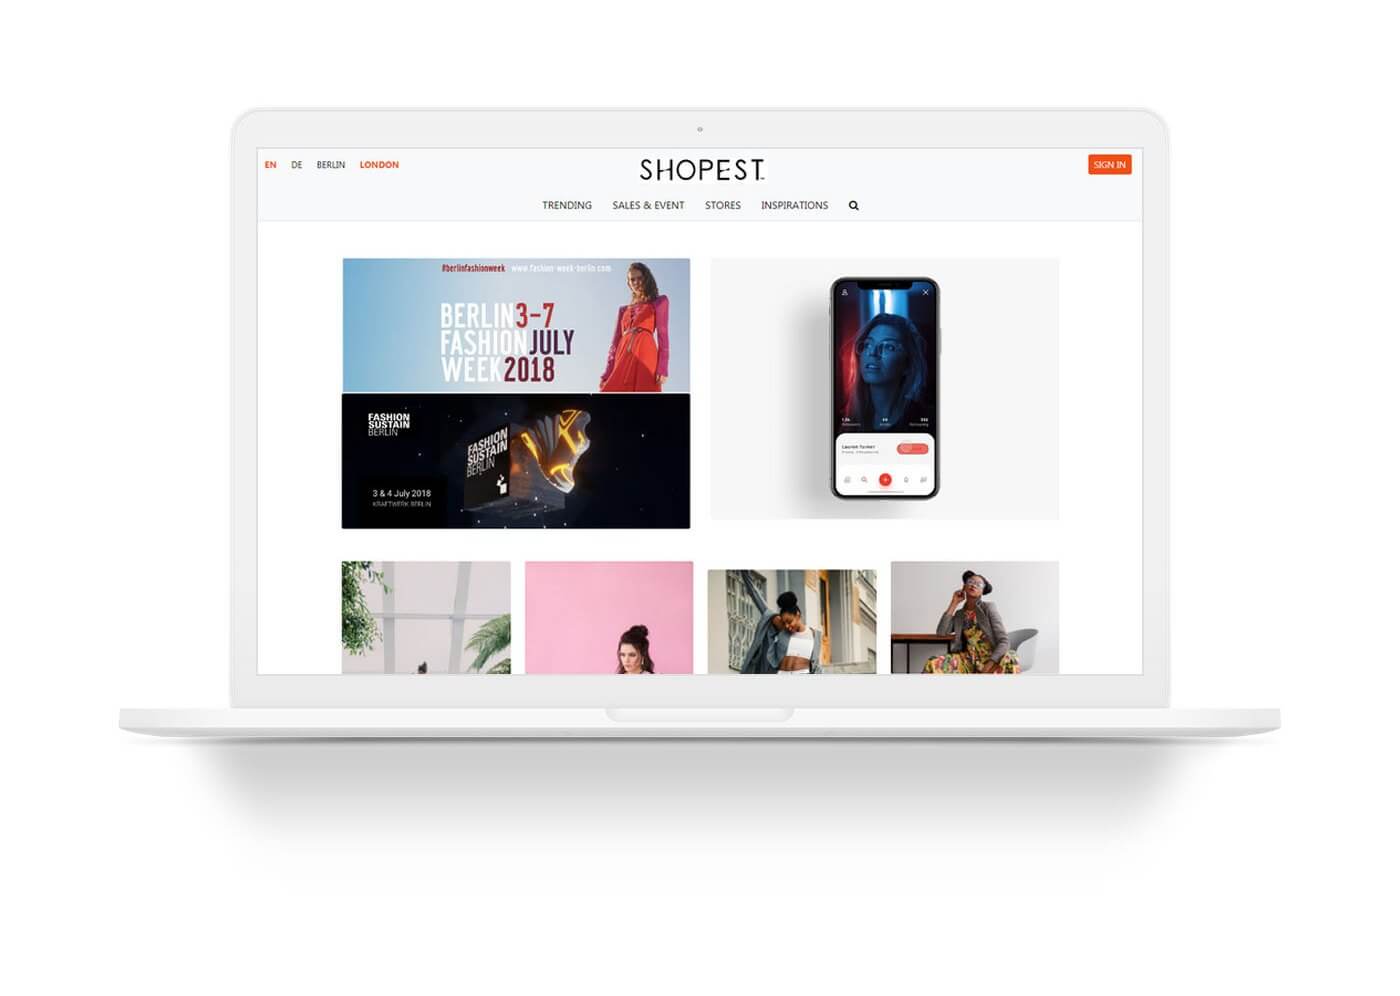 EN DE BERLIN LONDON
SHOPEST
SIGN IN
TRENDING SALES & EVENT STORES INSPIRATIONS
#berlinfashionweek www.fashion-week-berlin.com
BERLIN 3-7
FASHION JULY
WEEK 2018
FASHION
SUSTAIN
BERLIN
3 & 4 July 2018
KRAFTWERK BERLIN
FASHION
SUSTAIN
BERLIN